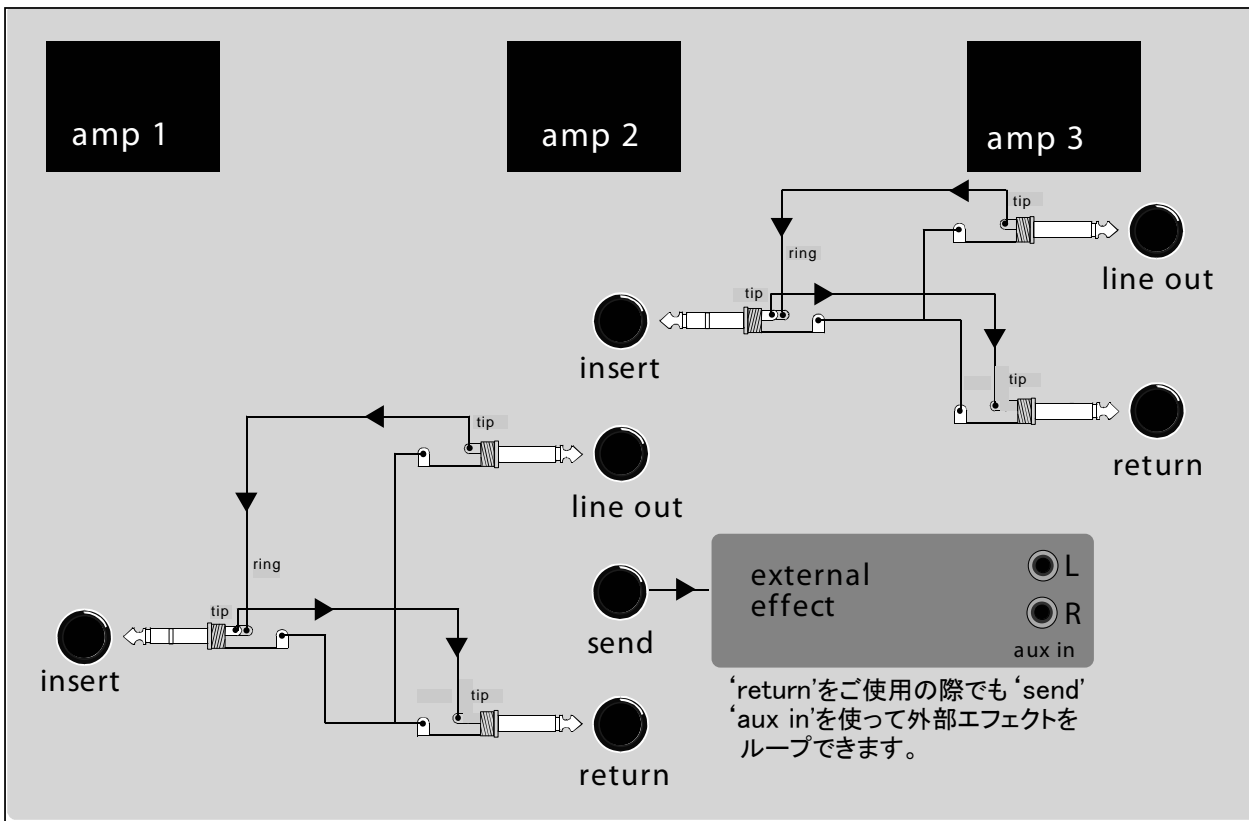 amp 1
amp 2
amp 3
tip
line out
ring
tip
insert
tip
return
tip
line out
ring
tip
insert
tip
return
send
external
effect
L
R
aux in
‘return’をご使用の際でも‘send’
‘aux in’を使って外部エフェクトを
ループできます。